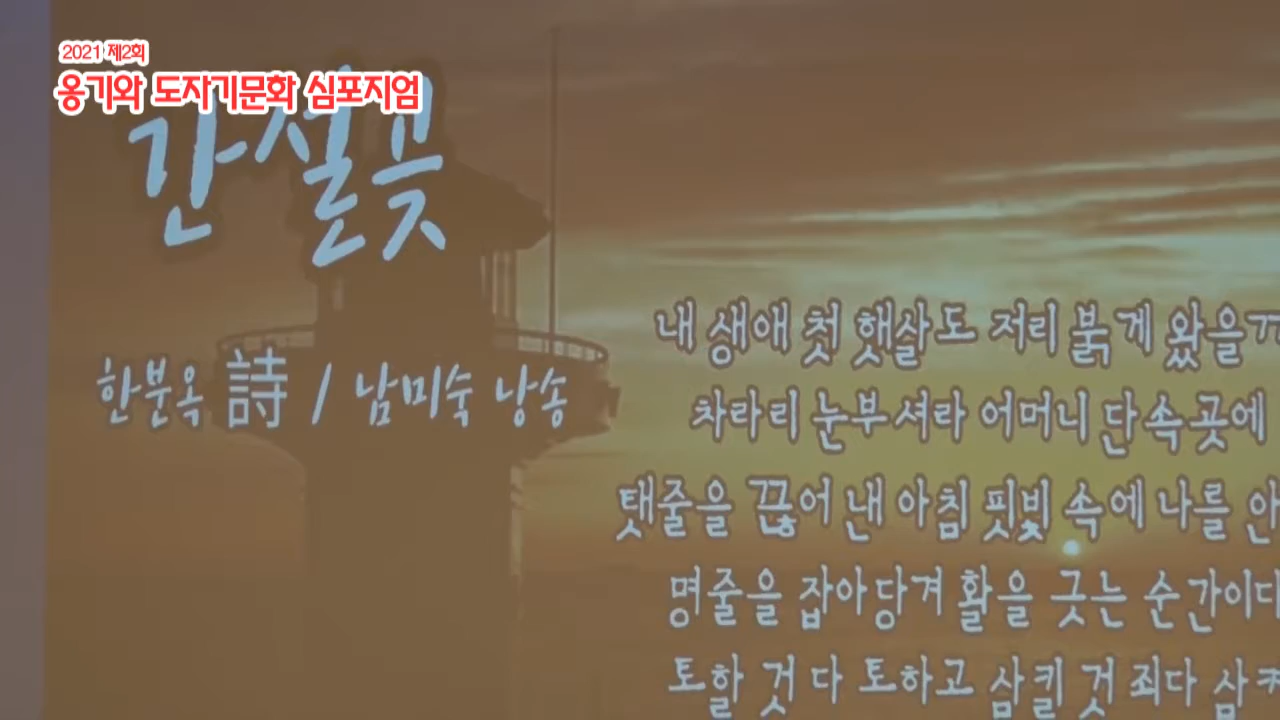 2021 제2회
옹기와 도자기문화 심포지엄
간설곶
한분옥 詩 / 남미숙 낭송
내 생애 첫 햇살도 저리 붉게 왔을
차라리 눈부셔라 어머니 단속곳에
탯줄을 끊어 낸 아침 핏빛 속에 나를 안
명줄을 잡아당겨 활을 긋는 순간이다
토할 것 다 토하고 삼킬 것 죄다 삼